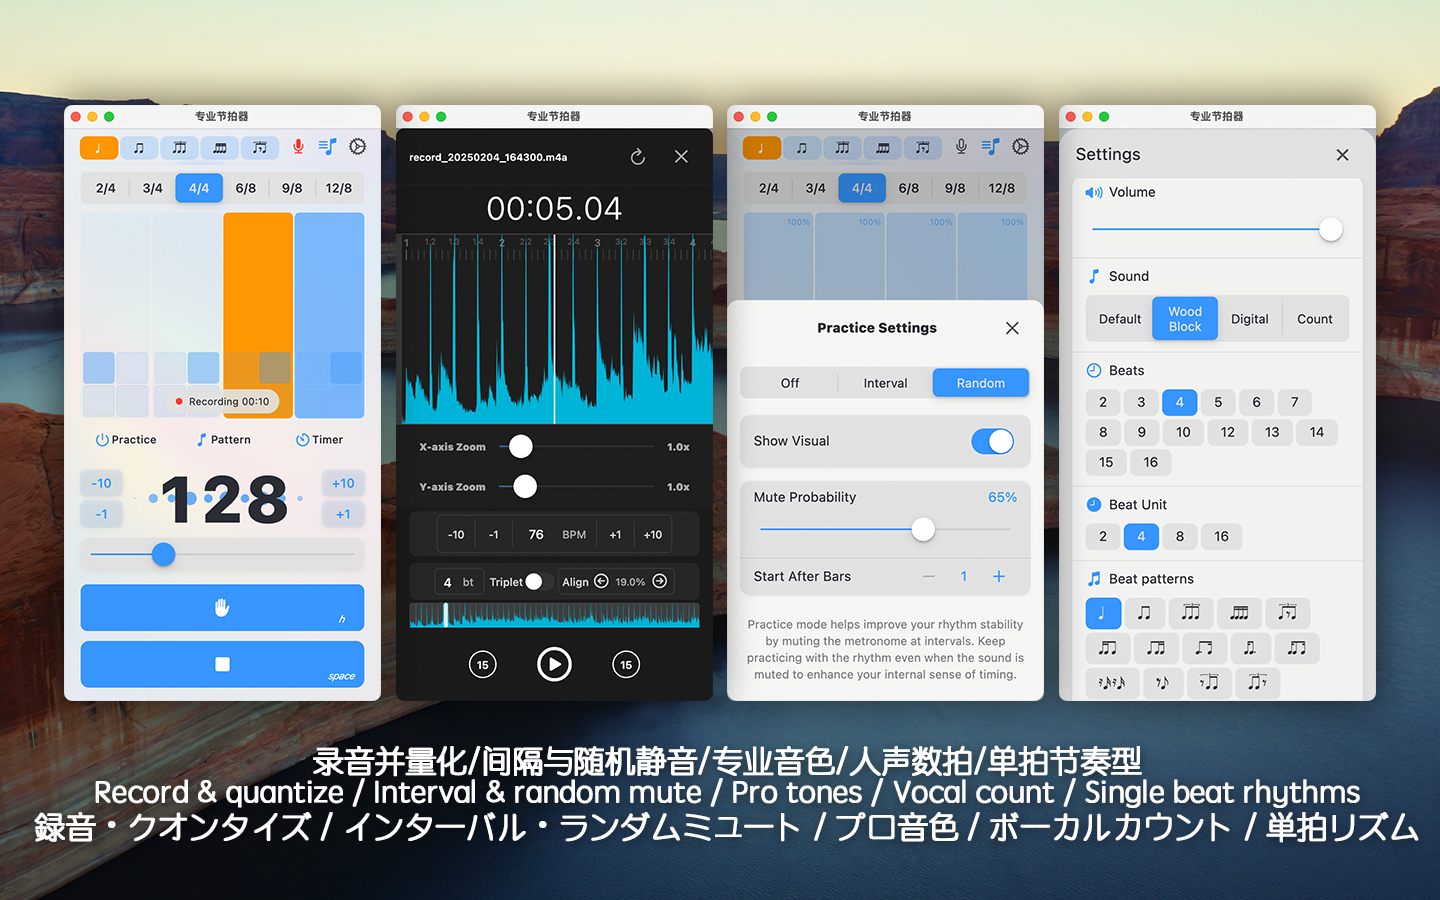 专业节拍器
2/4 3/4 4/4 6/8 9/8 12/8
Recording 00:10
Practice Pattern Timer
-10 128 +10
-1 +1
h
space
专业节拍器
record_20250204_164300.m4a
00:05.04
1 1.2 1.3 1.4 2 2.2 2.3 2.4 3 3.2 3.3 3.4 4
X-axis Zoom 1.0x
Y-axis Zoom 1.0x
-10 -1 76 BPM +1 +10
4 bt Triplet Align 19.0%
15 15
专业节拍器
2/4 3/4 4/4 6/8 9/8 12/8
100% 100% 100% 100%
Practice Settings
Off Interval Random
Show Visual
Mute Probability 65%
Start After Bars 1
Practice mode helps improve your rhythm stability
by muting the metronome at intervals. Keep
practicing with the rhythm even when the sound is
muted to enhance your internal sense of timing.
专业节拍器
Settings
Volume
Sound
Default Wood Block Digital Count
Beats
2 3 4 5 6 7
8 9 10 12 13 14
15 16
Beat Unit
2 4 8 16
Beat patterns
录音并量化/间隔与随机静音/专业音色/人声数拍/单拍节奏型
Record & quantize / Interval & random mute / Pro tones / Vocal count / Single beat rhythms
録音・クオンタイズ / インターバル・ランダムミュート / プロ音色 / ボーカルカウント / 単拍リズム